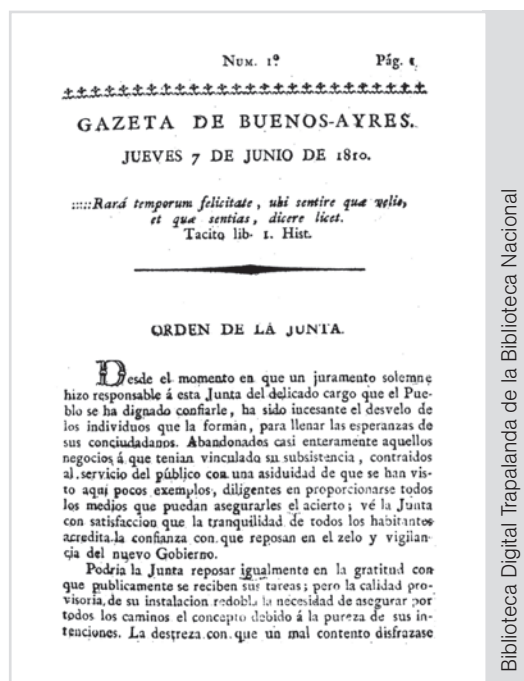 Num. 1º Pág. 1
GAZETA DE BUENOS-AYRES.
JUEVES 7 DE JUNIO DE 1810.
:::::Rará temporum felicitate, ubi sentire quæ velis,
et quæ sentias, dicere licet.
Tacito lib. 1. Hist.
ORDEN DE LA JUNTA.
Desde el momento en que un juramento solemne
hizo responsable á esta Junta del delicado cargo que el Pue-
blo se ha dignado confiarle, ha sido incesante el desvelo de
los individuos que la forman, para llenar las esperanzas de
sus conciudadanos. Abandonados casi enteramente aquellos
negocios á que tenian vinculado su subsistencia, contraidos
al servicio del público con una asiduidad de que se han vis-
to aquí pocos exemplos, diligentes en proporcionarse todos
los medios que puedan asegurarles el acierto; vé la Junta
con satisfaccion que la tranquilidad de todos los habitantes
acredita la confianza con que reposan en el zelo y vigilan-
cia del nuevo Gobierno.
Podria la Junta reposar igualmente en la gratitud con
que publicamente se reciben sus tareas; pero la calidad pro-
visoria de su instalacion redobla la necesidad de asegurar por
todos los caminos el concepto debido á la pureza de sus in-
tenciones. La destreza con que un mal contento disfrazase
Biblioteca Digital Trapalanda de la Biblioteca Nacional